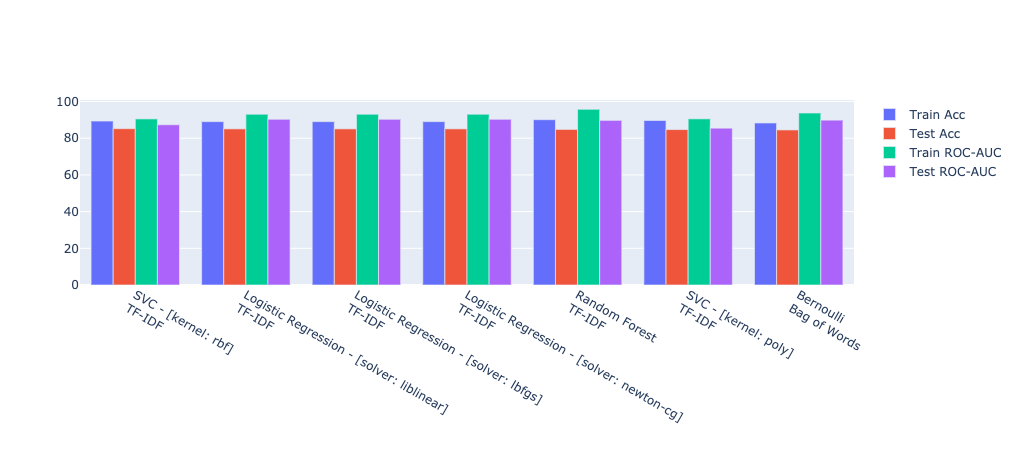 100
80
60
40
20
0
SVC - [kernel: rbf]
TF-IDF
Logistic Regression - [solver: liblinear]
TF-IDF
Logistic Regression - [solver: lbfgs]
TF-IDF
Logistic Regression - [solver: newton-cg]
TF-IDF
Random Forest
TF-IDF
SVC - [kernel: poly]
TF-IDF
Bernoulli
Bag of Words
Train Acc
Test Acc
Train ROC-AUC
Test ROC-AUC